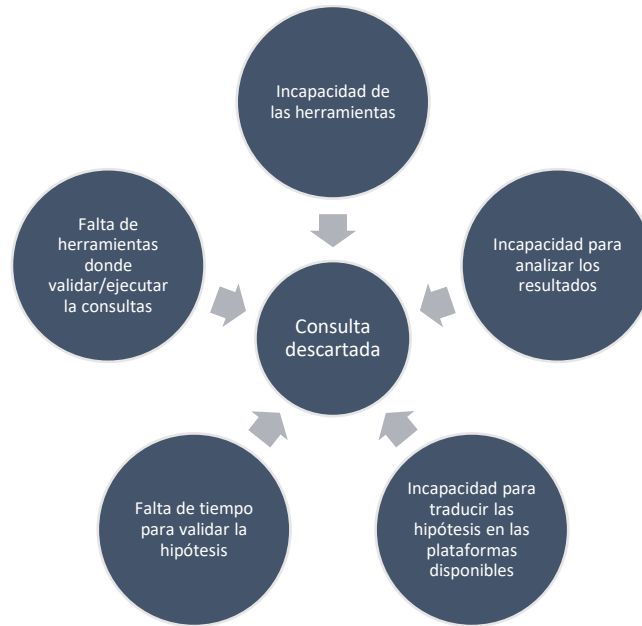 Incapacidad de
las herramientas
Falta de
herramientas
donde
validar/ejecutar
la consultas
Incapacidad para
analizar los
resultados
Consulta
descartada
Falta de tiempo
para validar la
hipótesis
Incapacidad para
traducir las
hipótesis en las
plataformas
disponibles